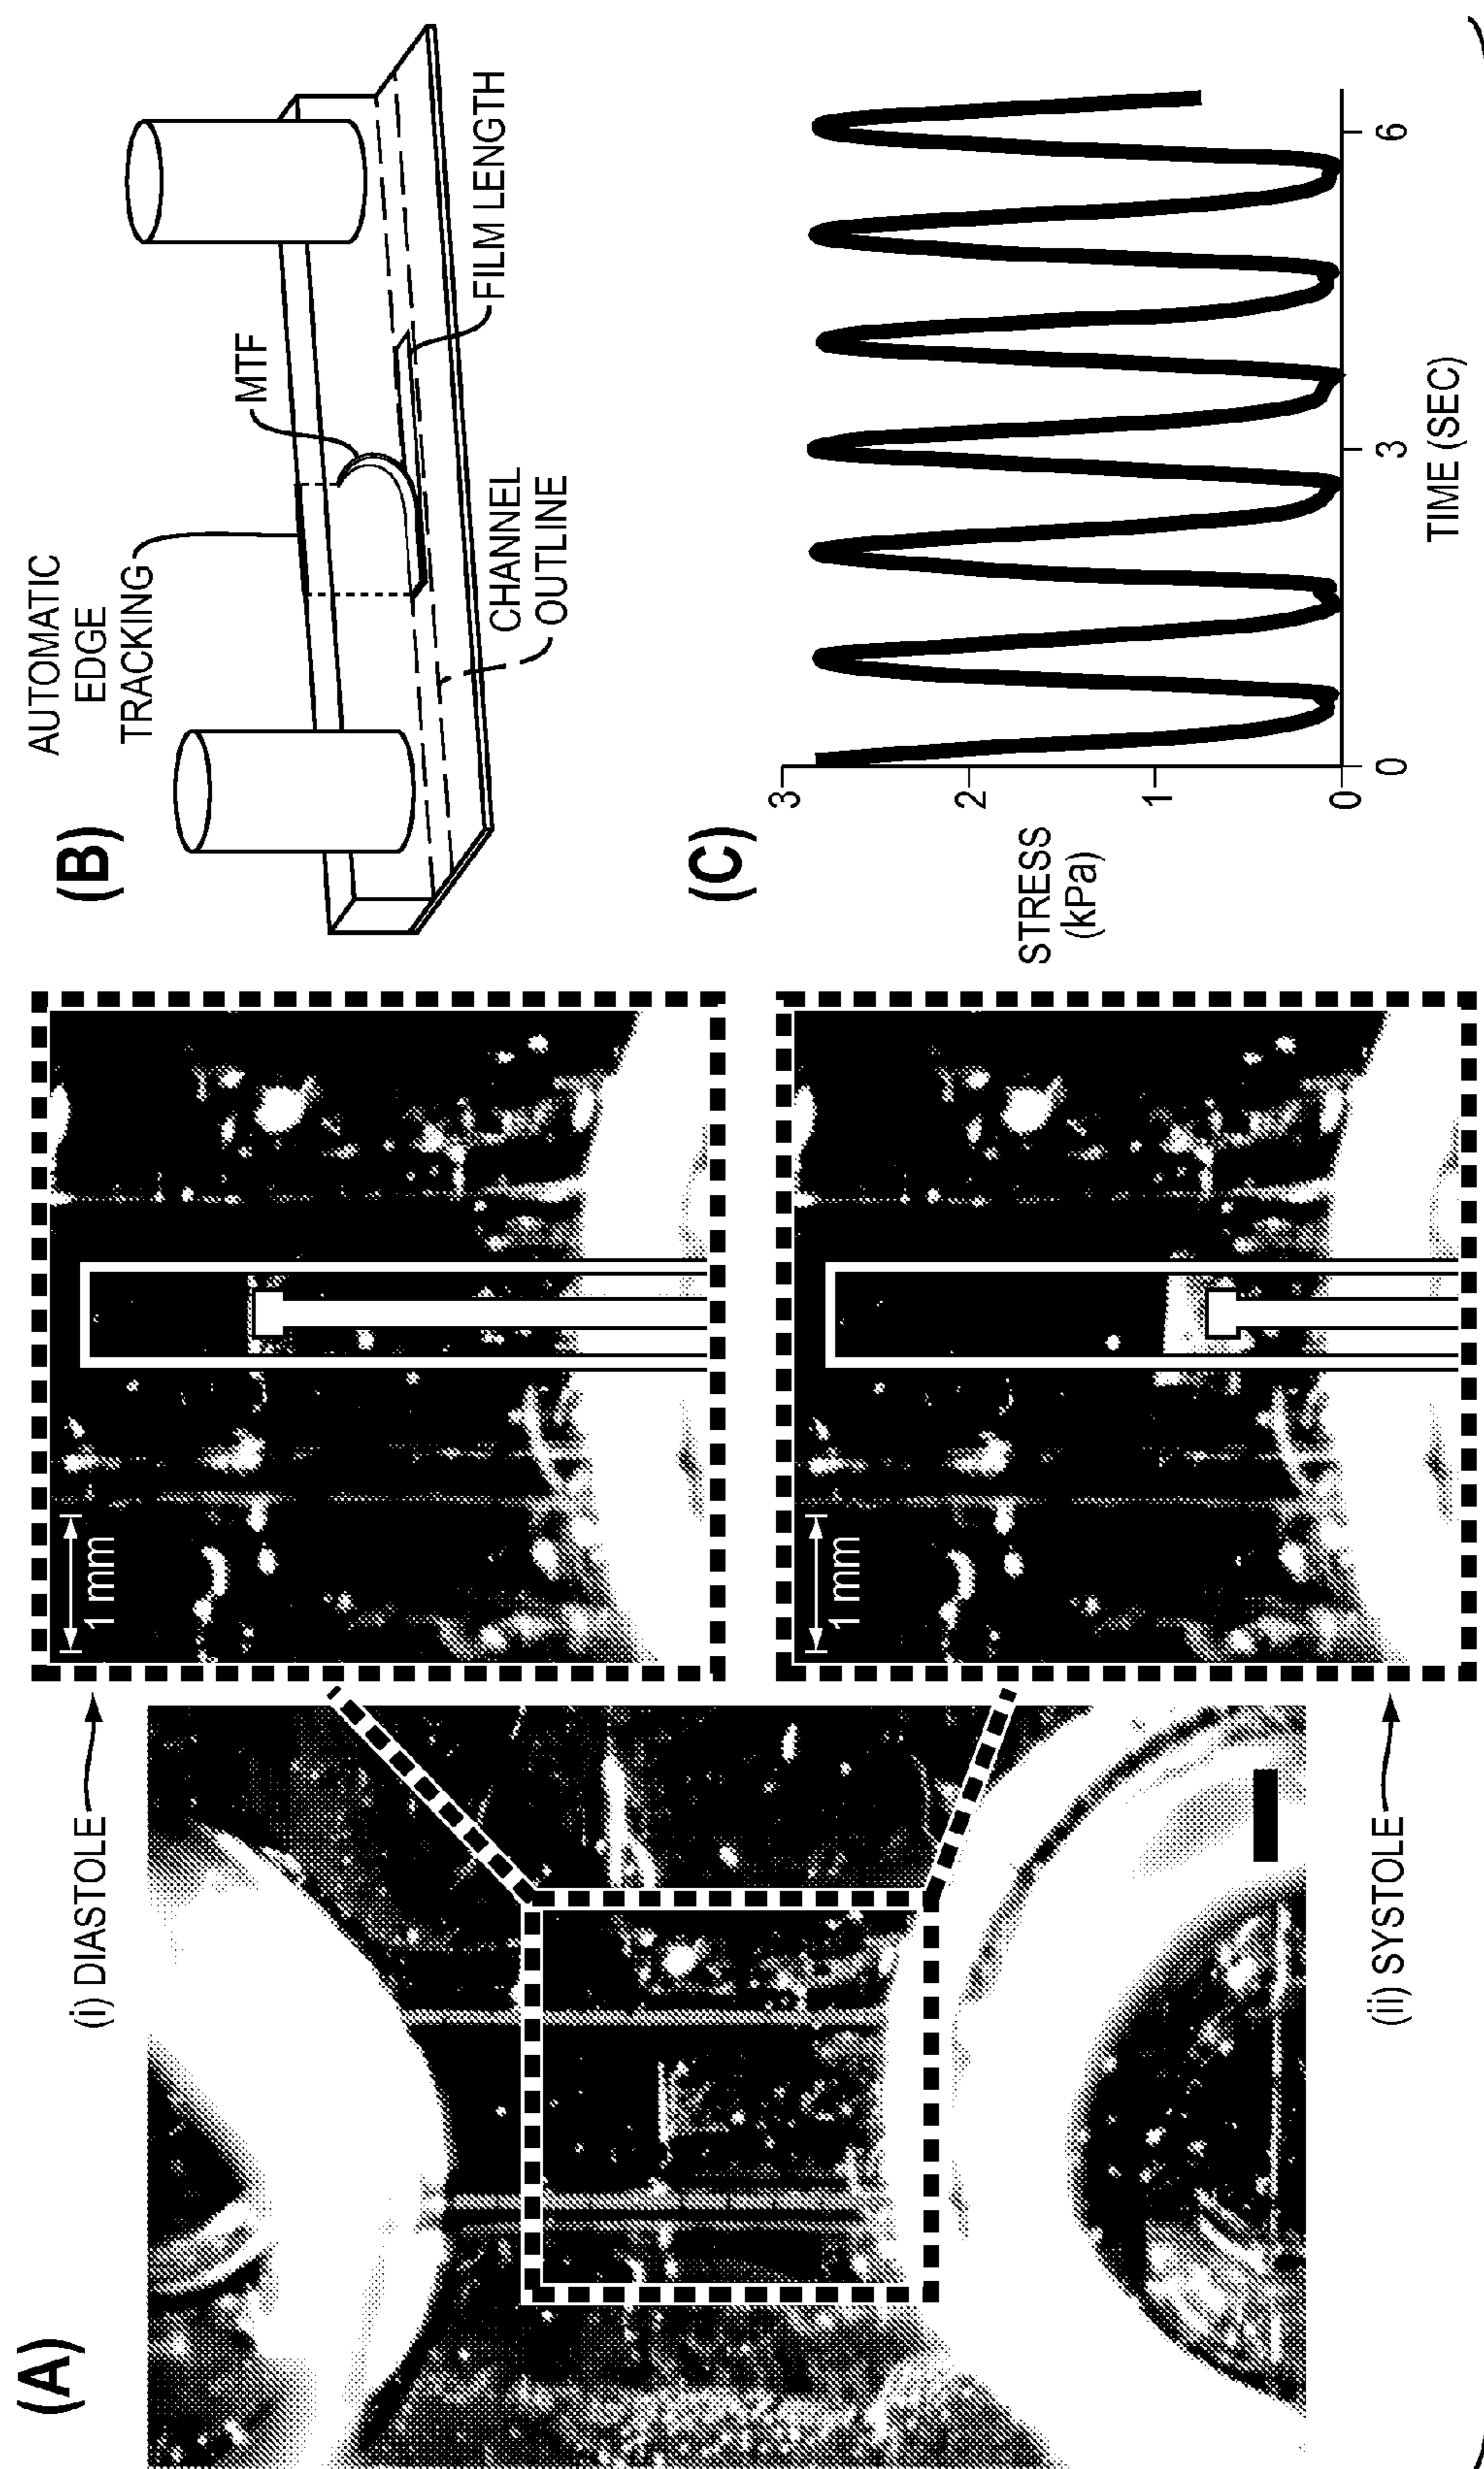 (A)
(i) DIASTOLE
1 mm
(ii) SYSTOLE
1 mm
(B)
AUTOMATIC
EDGE
TRACKING
MTF
FILM LENGTH
CHANNEL
OUTLINE
(C)
STRESS
(kPa)
3
2
1
0
0
3
6
TIME (SEC)